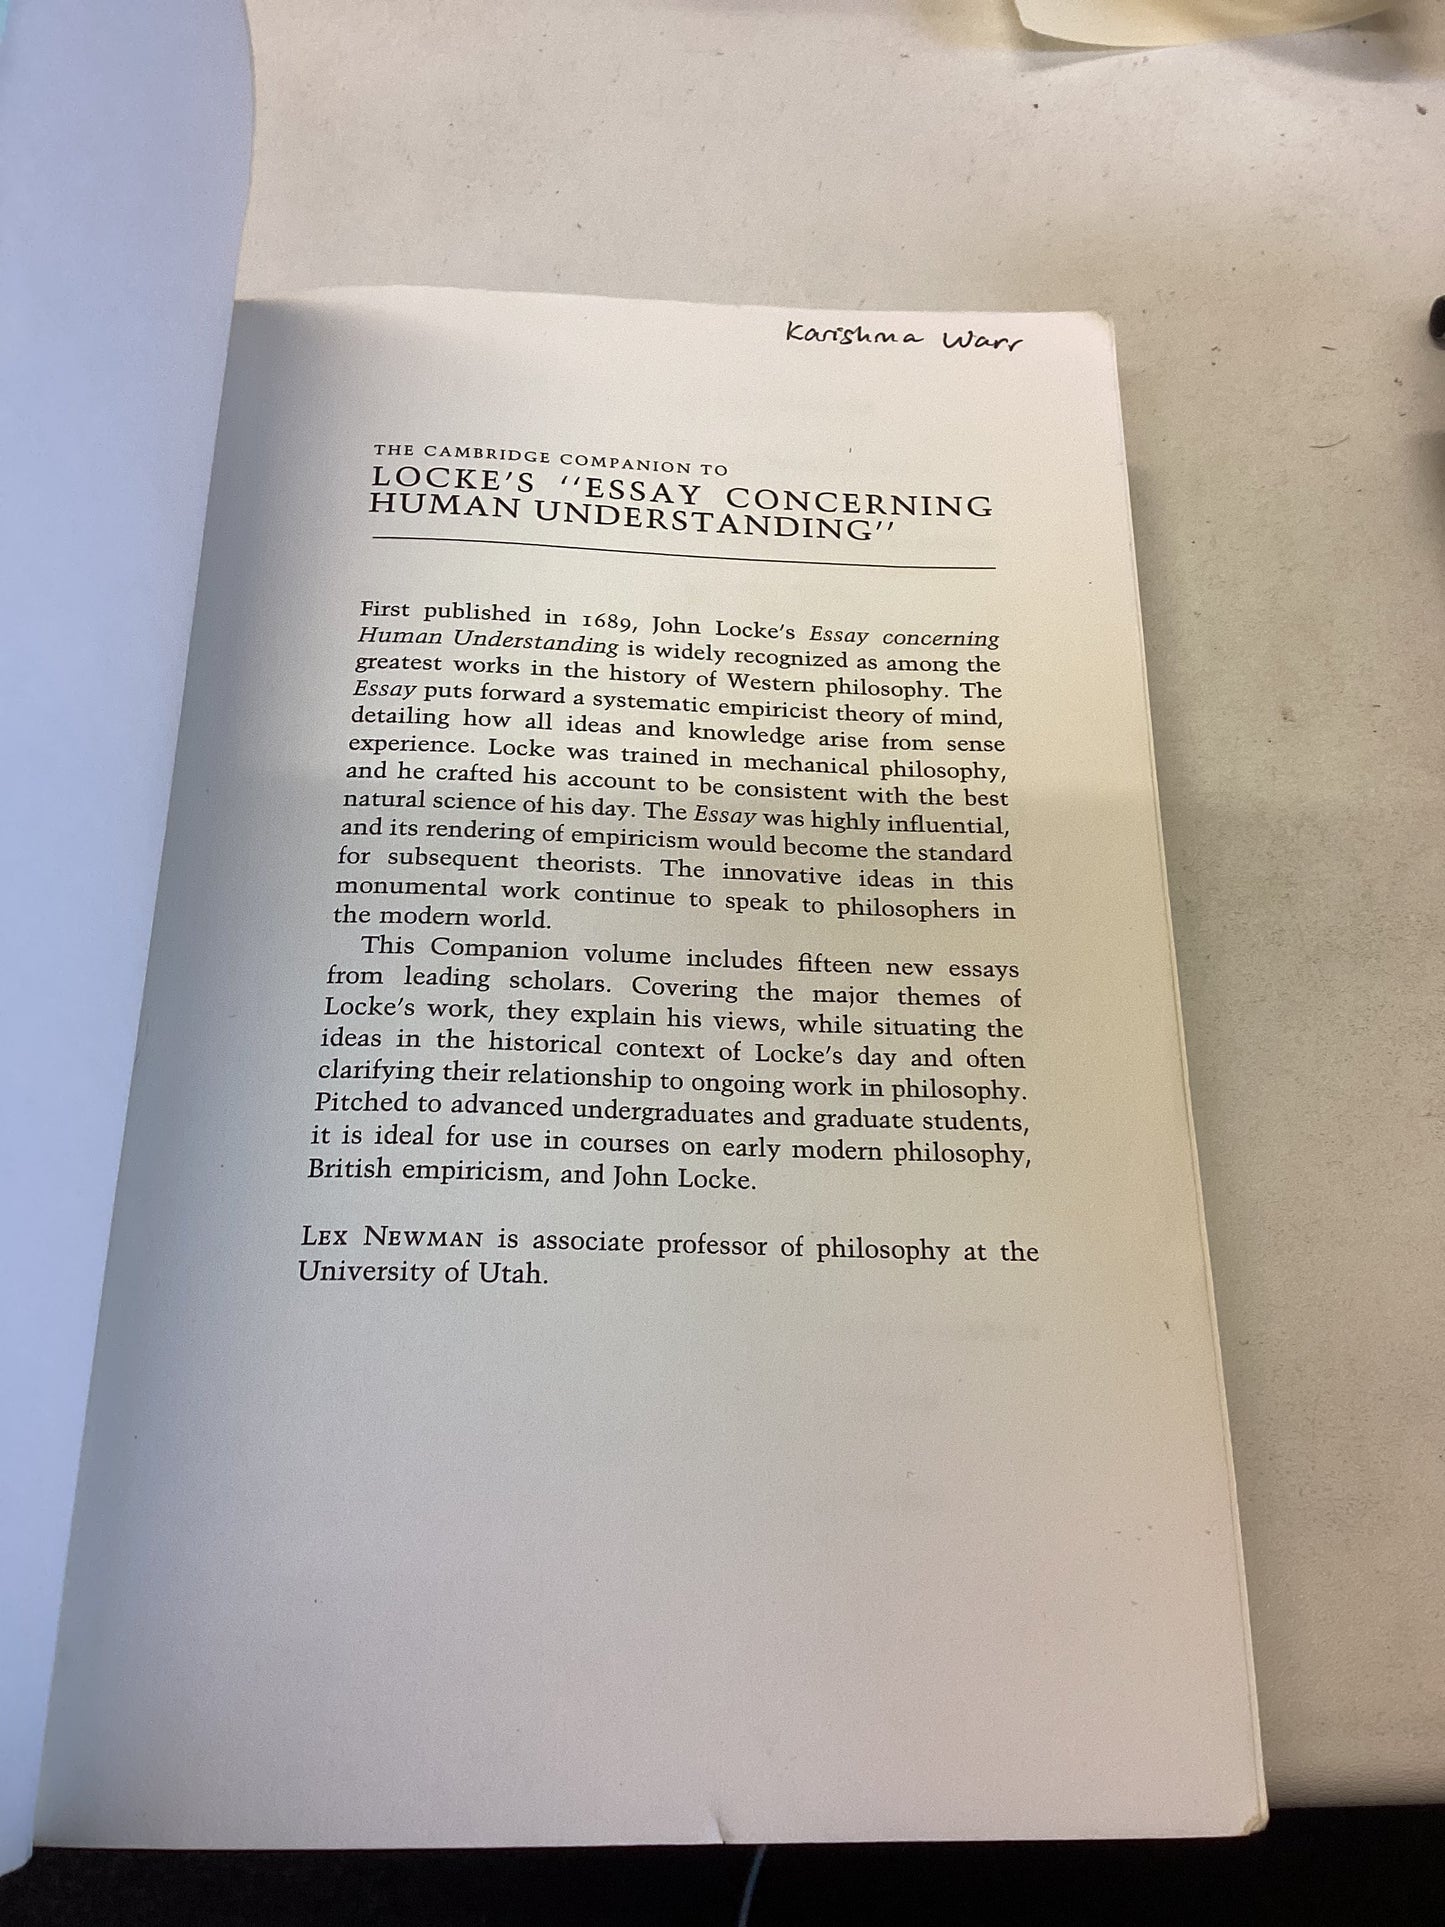 Karishma Warr
THE CAMBRIDGE COMPANION TO
LOCKE'S "ESSAY CONCERNING
HUMAN UNDERSTANDING"
First published in 1689, John Locke's Essay concerning
Human Understanding is widely recognized as among the
greatest works in the history of Western philosophy. The
Essay puts forward a systematic empiricist theory of mind,
detailing how all ideas and knowledge arise from sense
experience. Locke was trained in mechanical philosophy,
and he crafted his account to be consistent with the best
natural science of his day. The Essay was highly influential,
and its rendering of empiricism would become the standard
for subsequent theorists. The innovative ideas in this
monumental work continue to speak to philosophers in
the modern world.
This Companion volume includes fifteen new essays
from leading scholars. Covering the major themes of
Locke's work, they explain his views, while situating the
ideas in the historical context of Locke's day and often
clarifying their relationship to ongoing work in philosophy.
Pitched to advanced undergraduates and graduate students,
it is ideal for use in courses on early modern philosophy,
British empiricism, and John Locke.
LEX NEWMAN is associate professor of philosophy at the
University of Utah.